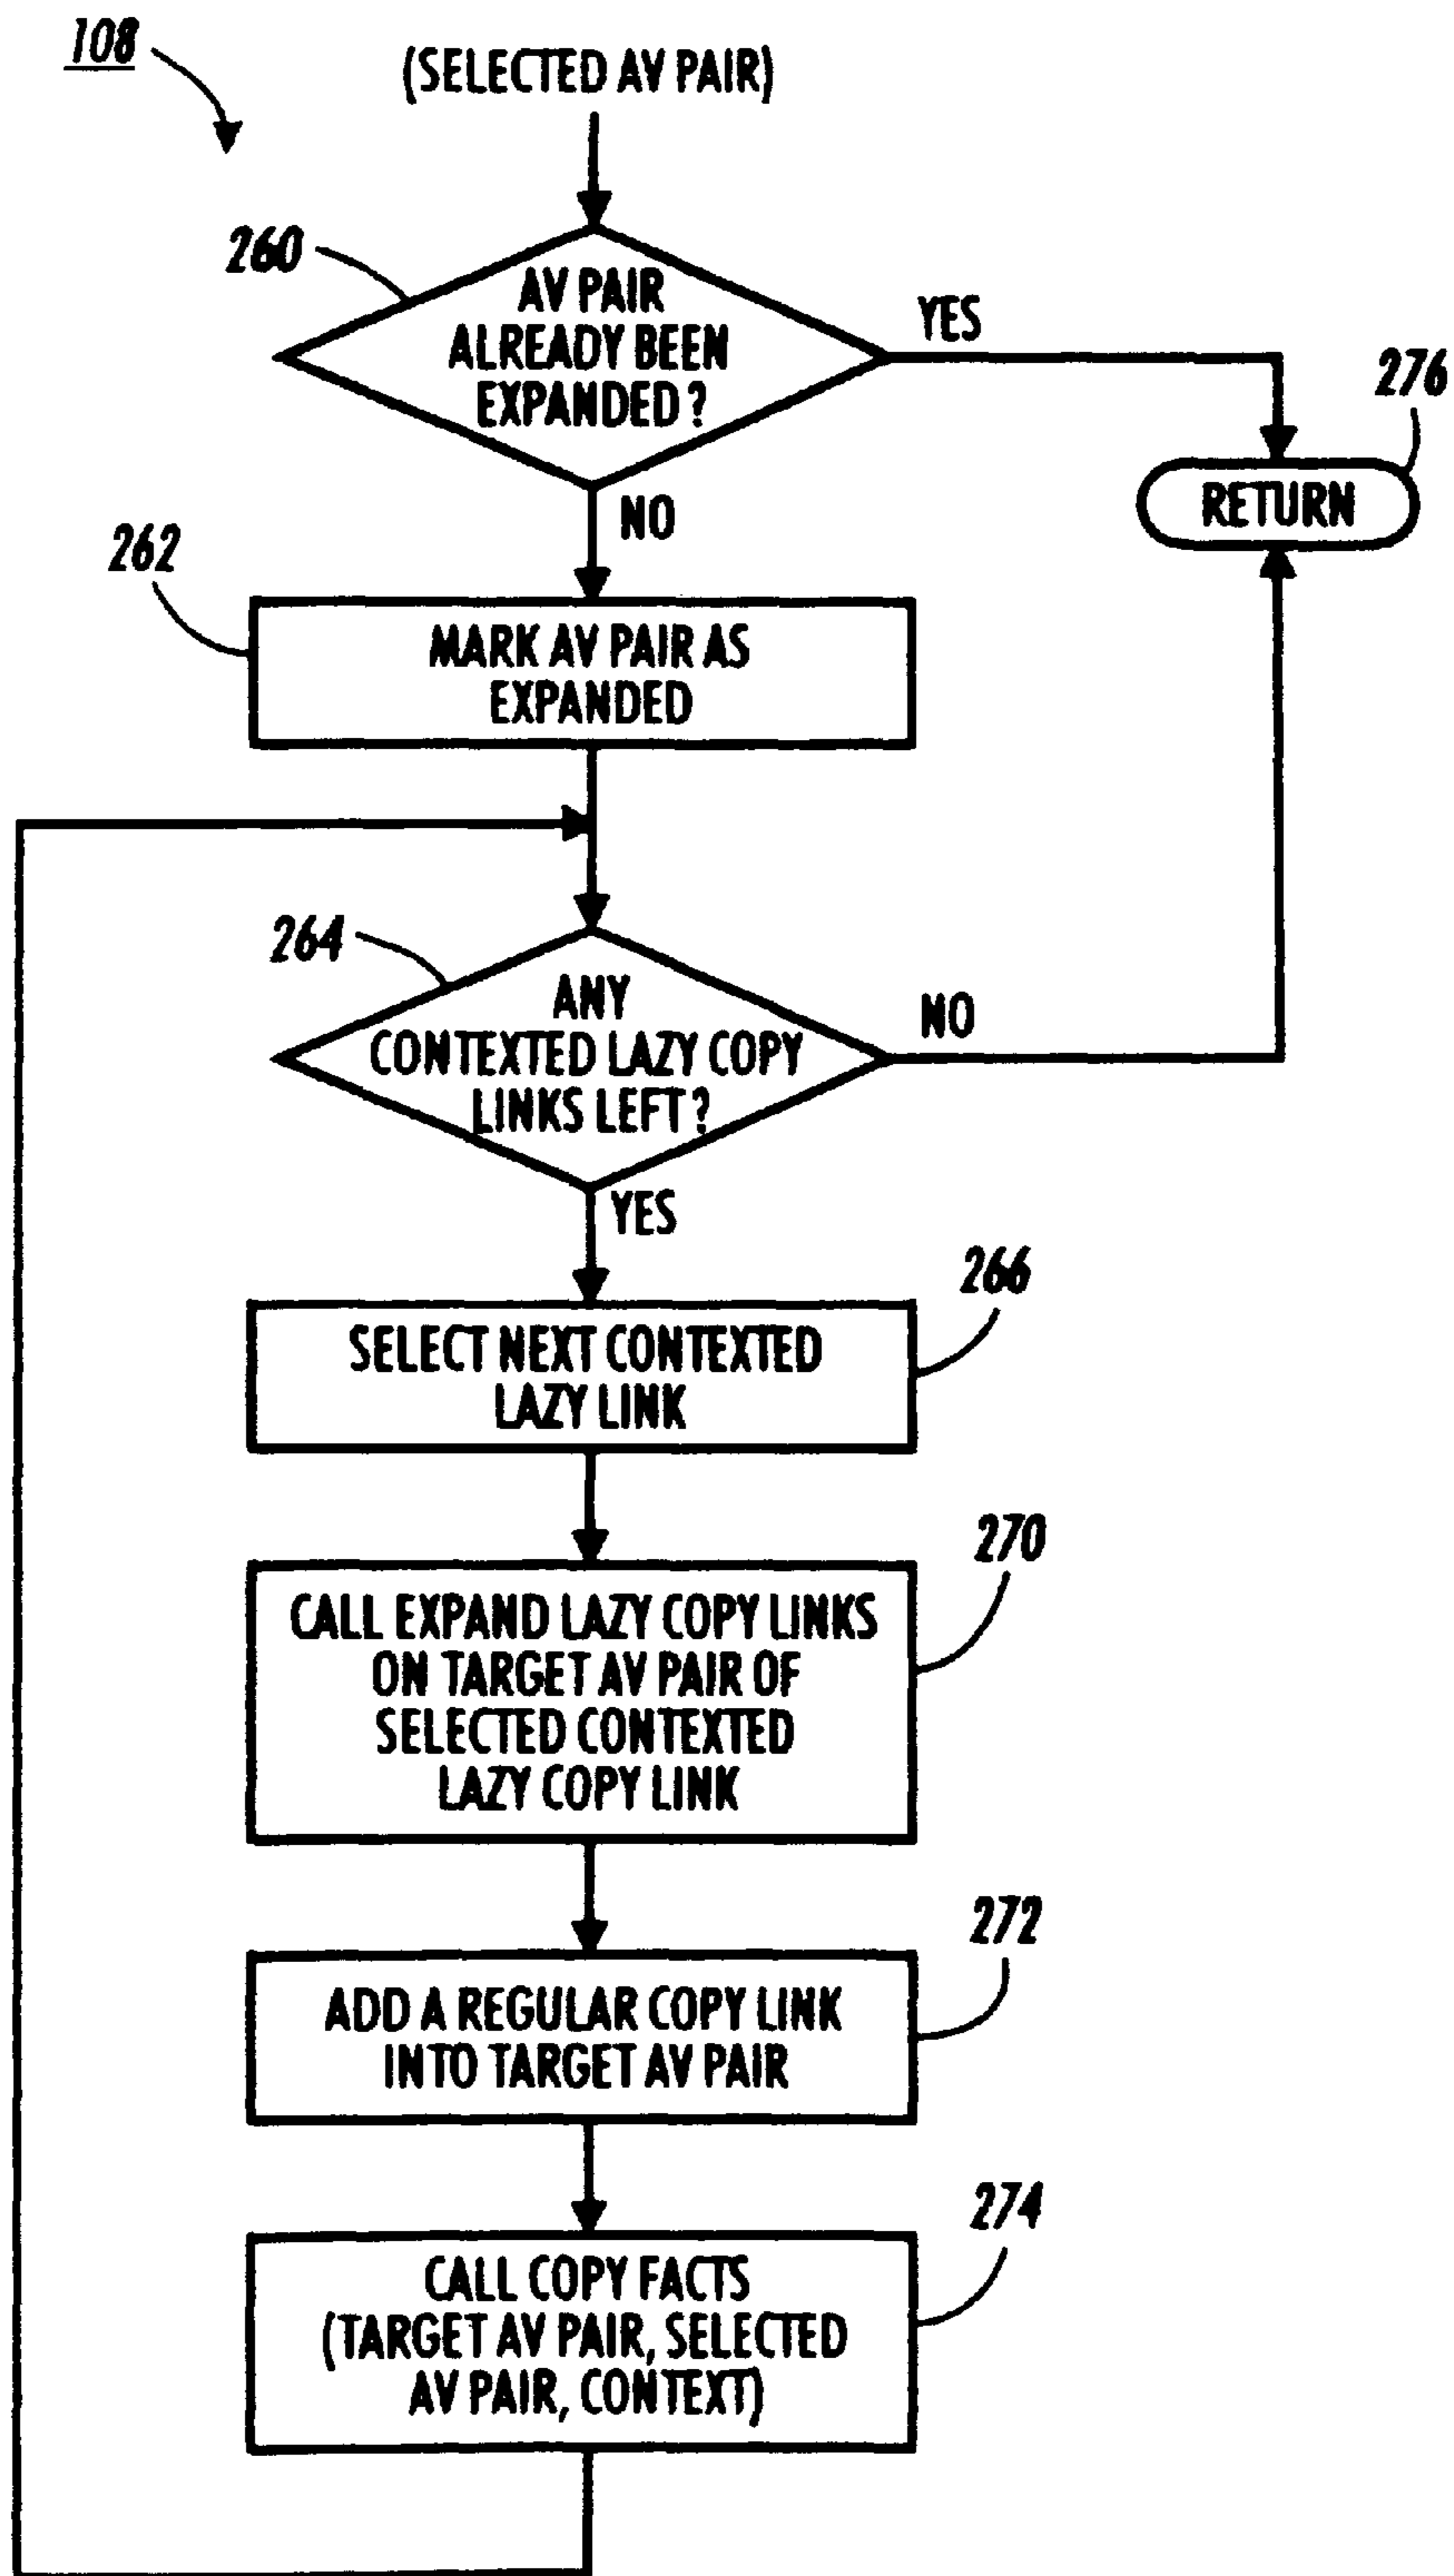 108
(SELECTED AV PAIR)
260
AV PAIR
ALREADY BEEN
EXPANDED?
YES
276
RETURN
NO
262
MARK AV PAIR AS
EXPANDED
264
ANY
CONTEXTED LAZY COPY
LINKS LEFT?
NO
YES
266
SELECT NEXT CONTEXTED
LAZY LINK
270
CALL EXPAND LAZY COPY LINKS
ON TARGET AV PAIR OF
SELECTED CONTEXTED
LAZY COPY LINK
272
ADD A REGULAR COPY LINK
INTO TARGET AV PAIR
274
CALL COPY FACTS
(TARGET AV PAIR, SELECTED
AV PAIR, CONTEXT)